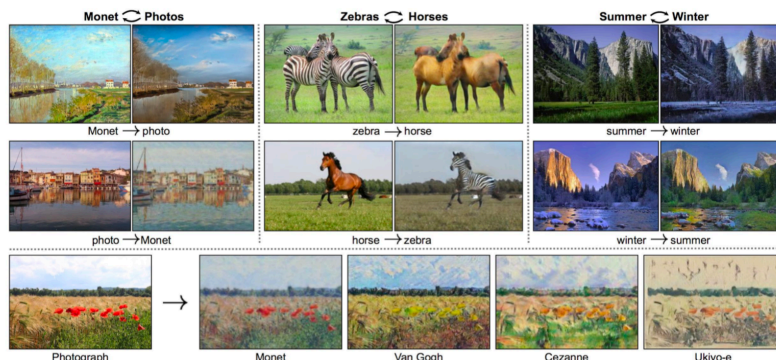 Monet Photos
Zebras Horses
Summer Winter
Monet → photo
zebra → horse
summer → winter
photo → Monet
horse → zebra
winter → summer
Photograph
Monet
Van Gogh
Cezanne
Ukiyo-e